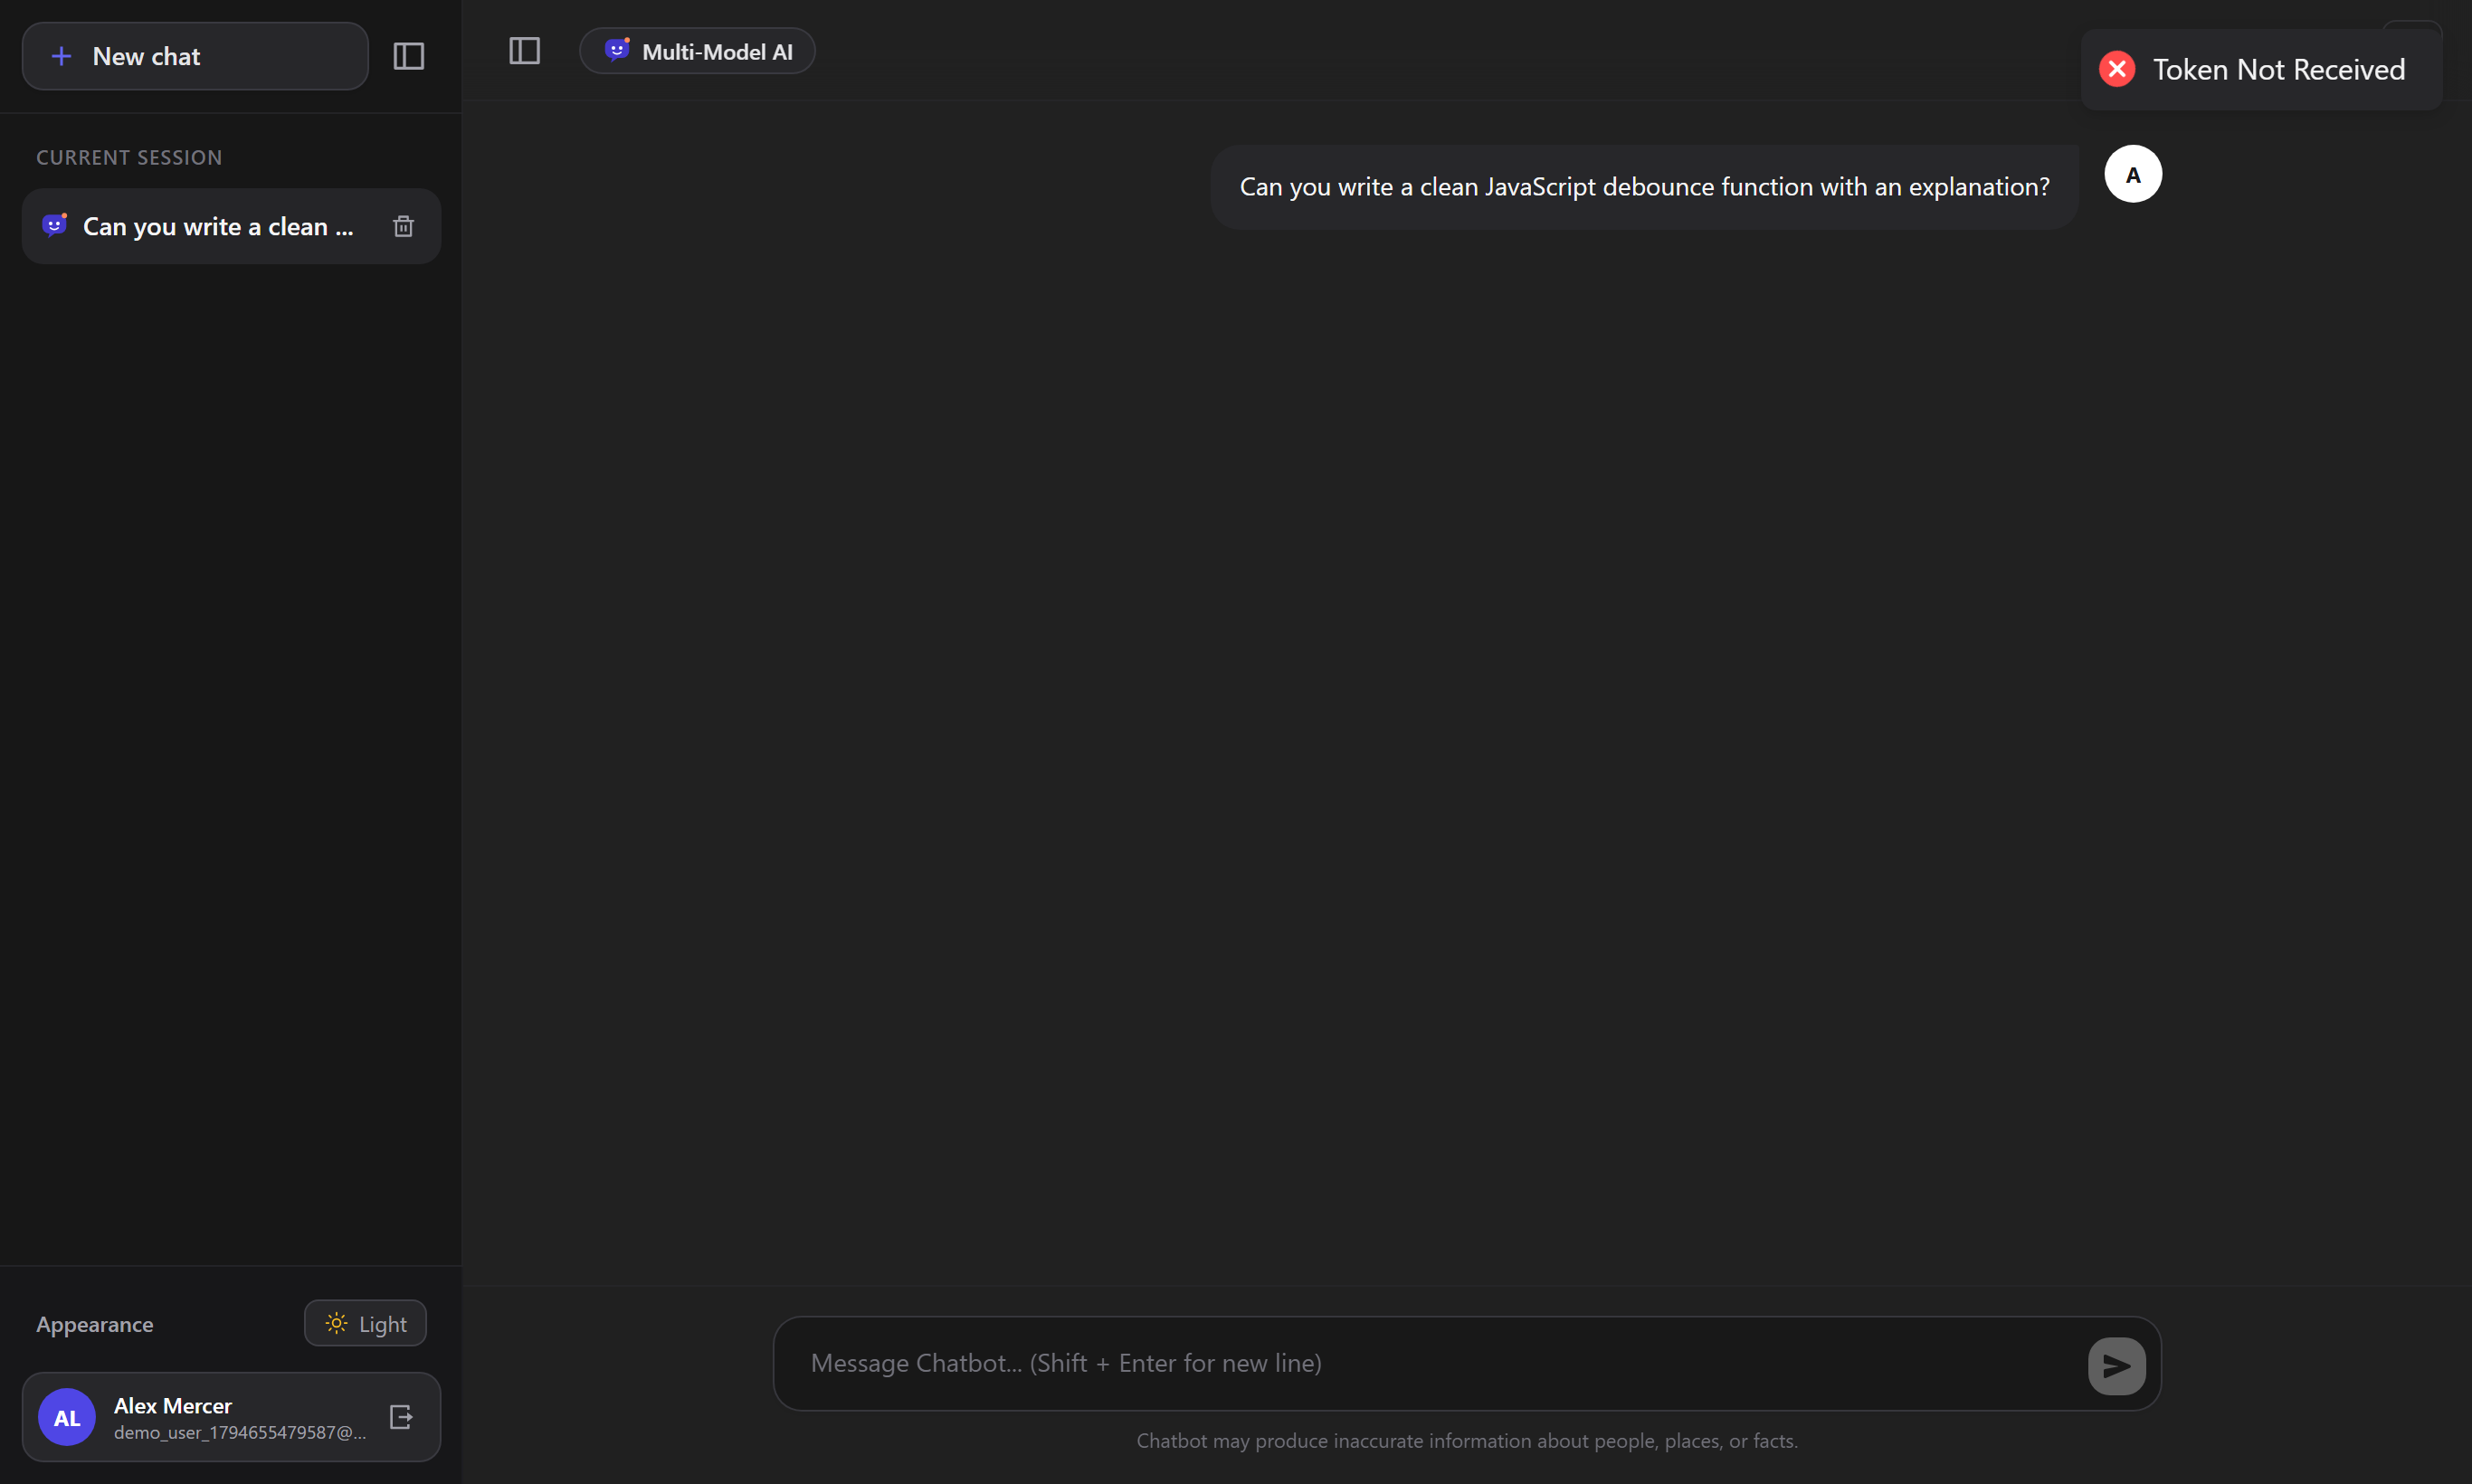 New chat
CURRENT SESSION
Can you write a clean ...
Appearance
Light
AL
Alex Mercer
demo_user_1794655479587@...
Multi-Model AI
Token Not Received
Can you write a clean JavaScript debounce function with an explanation?
A
Message Chatbot... (Shift + Enter for new line)
Chatbot may produce inaccurate information about people, places, or facts.